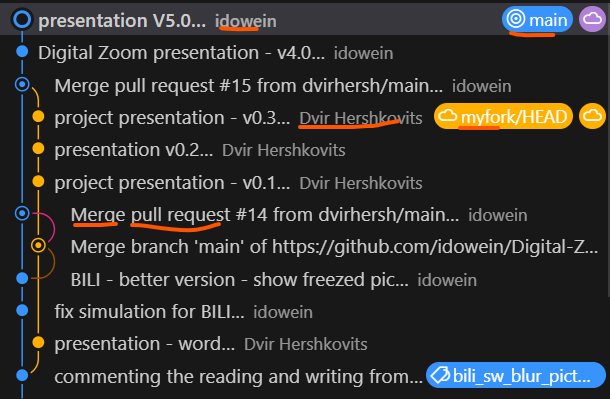 presentation V5.0... idowein main
Digital Zoom presentation - v4.0... idowein
Merge pull request #15 from dvirhersh/main... idowein
project presentation - v0.3... Dvir Hershkovits myfork/HEAD
presentation v0.2... Dvir Hershkovits
project presentation - v0.1... Dvir Hershkovits
Merge pull request #14 from dvirhersh/main... idowein
Merge branch 'main' of https://github.com/idowein/Digital-Z...
BILI - better version - show freezed pic... idowein
fix simulation for BILI... idowein
presentation - word... Dvir Hershkovits
commenting the reading and writing from... bili_sw_blur_pict...